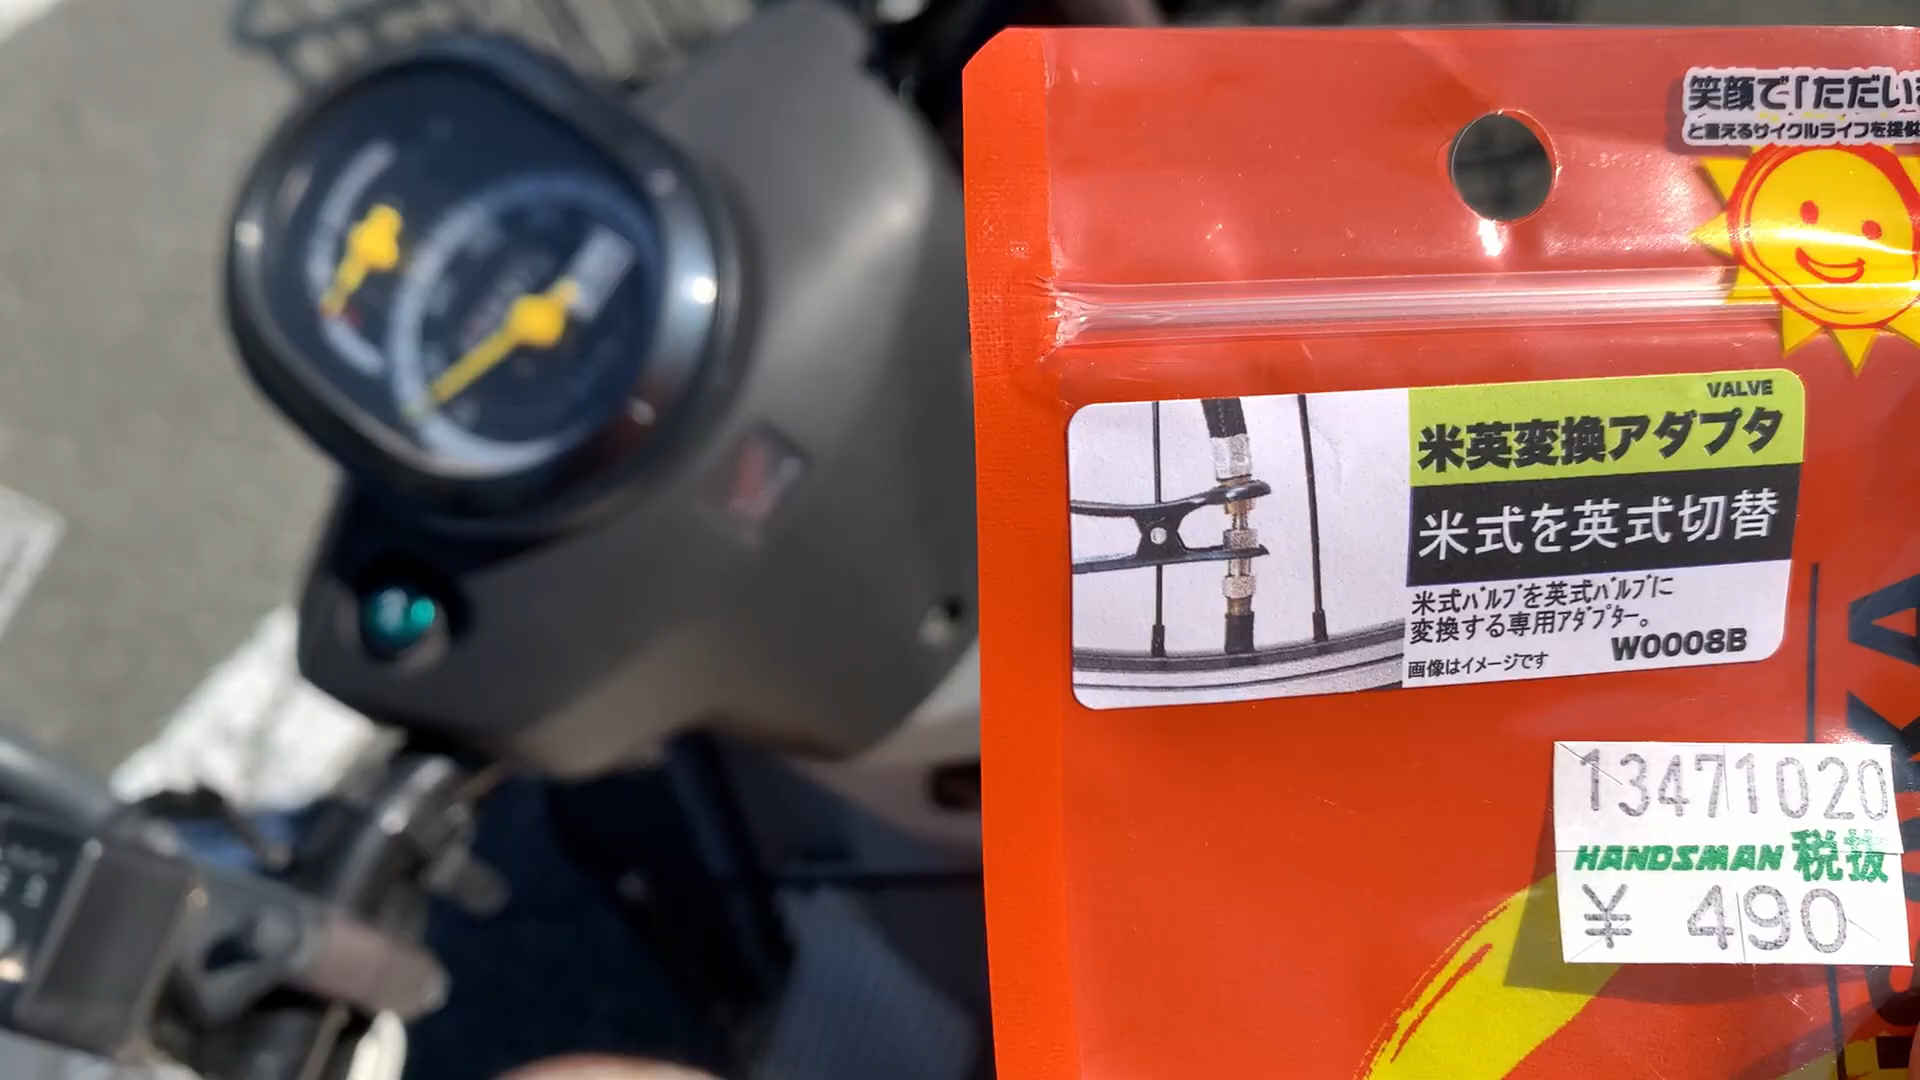 笑顔で「ただいま
と言えるサイクルライフを提供
VALVE
米英変換アダプタ
米式を英式切替
米式バルブを英式バルブに
変換する専用アダプター。
画像はイメージです
W0008B
13471020
HANDSMAN 税抜
¥ 490